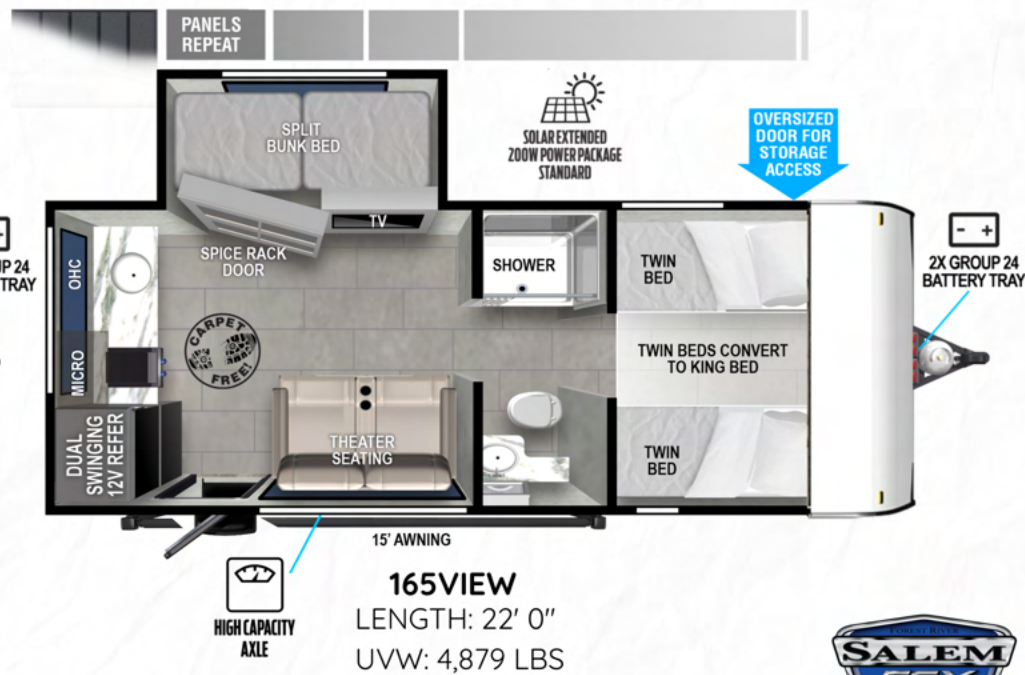 PANELS
REPEAT
SPLIT
BUNK BED
SOLAR EXTENDED
200W POWER PACKAGE
STANDARD
OVERSIZED
DOOR FOR
STORAGE
ACCESS
TV
24
TRAY
OHC
SPICE RACK
DOOR
SHOWER
TWIN
BED
- +
2X GROUP 24
BATTERY TRAY
MICRO
CARPET
FREE!
TWIN BEDS CONVERT
TO KING BED
DUAL
SWINGING
12V REFER
THEATER
SEATING
TWIN
BED
15' AWNING
HIGH CAPACITY
AXLE
165VIEW
LENGTH: 22' 0"
UVW: 4,879 LBS
FOREST RIVER
SALEM